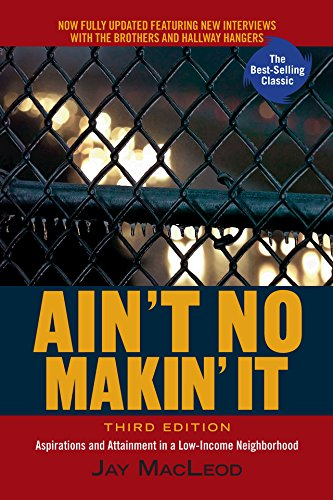 NOW FULLY UPDATED FEATURING NEW INTERVIEWS
WITH THE BROTHERS AND HALLWAY HANGERS
The
Best-Selling
Classic
AIN'T NO
MAKIN' IT
THIRD EDITION
Aspirations and Attainment in a Low-Income Neighborhood
JAY MACLEOD